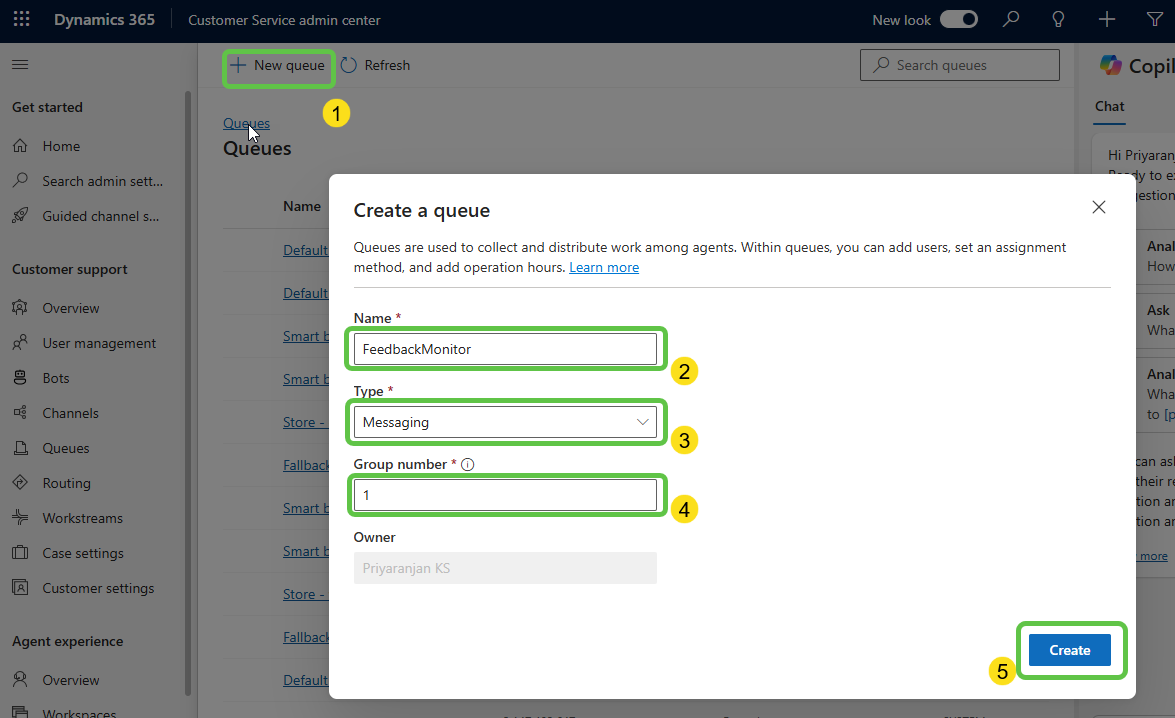 Dynamics 365
Customer Service admin center
New look
New queue
Refresh
Search queues
1
Queues
Queues
Name
Default
Default
Smart b
Smart b
Store -
Fallback
Smart b
Smart b
Store -
Fallback
Default
Get started
Home
Search admin sett...
Guided channel s...
Customer support
Overview
User management
Bots
Channels
Queues
Routing
Workstreams
Case settings
Customer settings
Agent experience
Overview
Workspaces
Create a queue
Queues are used to collect and distribute work among agents. Within queues, you can add users, set an assignment
method, and add operation hours. Learn more
Name *
FeedbackMonitor
2
Type *
Messaging
3
Group number *
1
4
Owner
Priyaranjan KS
Create
5
Copil
Chat
Hi Priyaranj
Ready to ex
gestion
Anal
How
Ask
Wha
Anal
Wha
to [p
can ask
their re
tion an
tion an
more